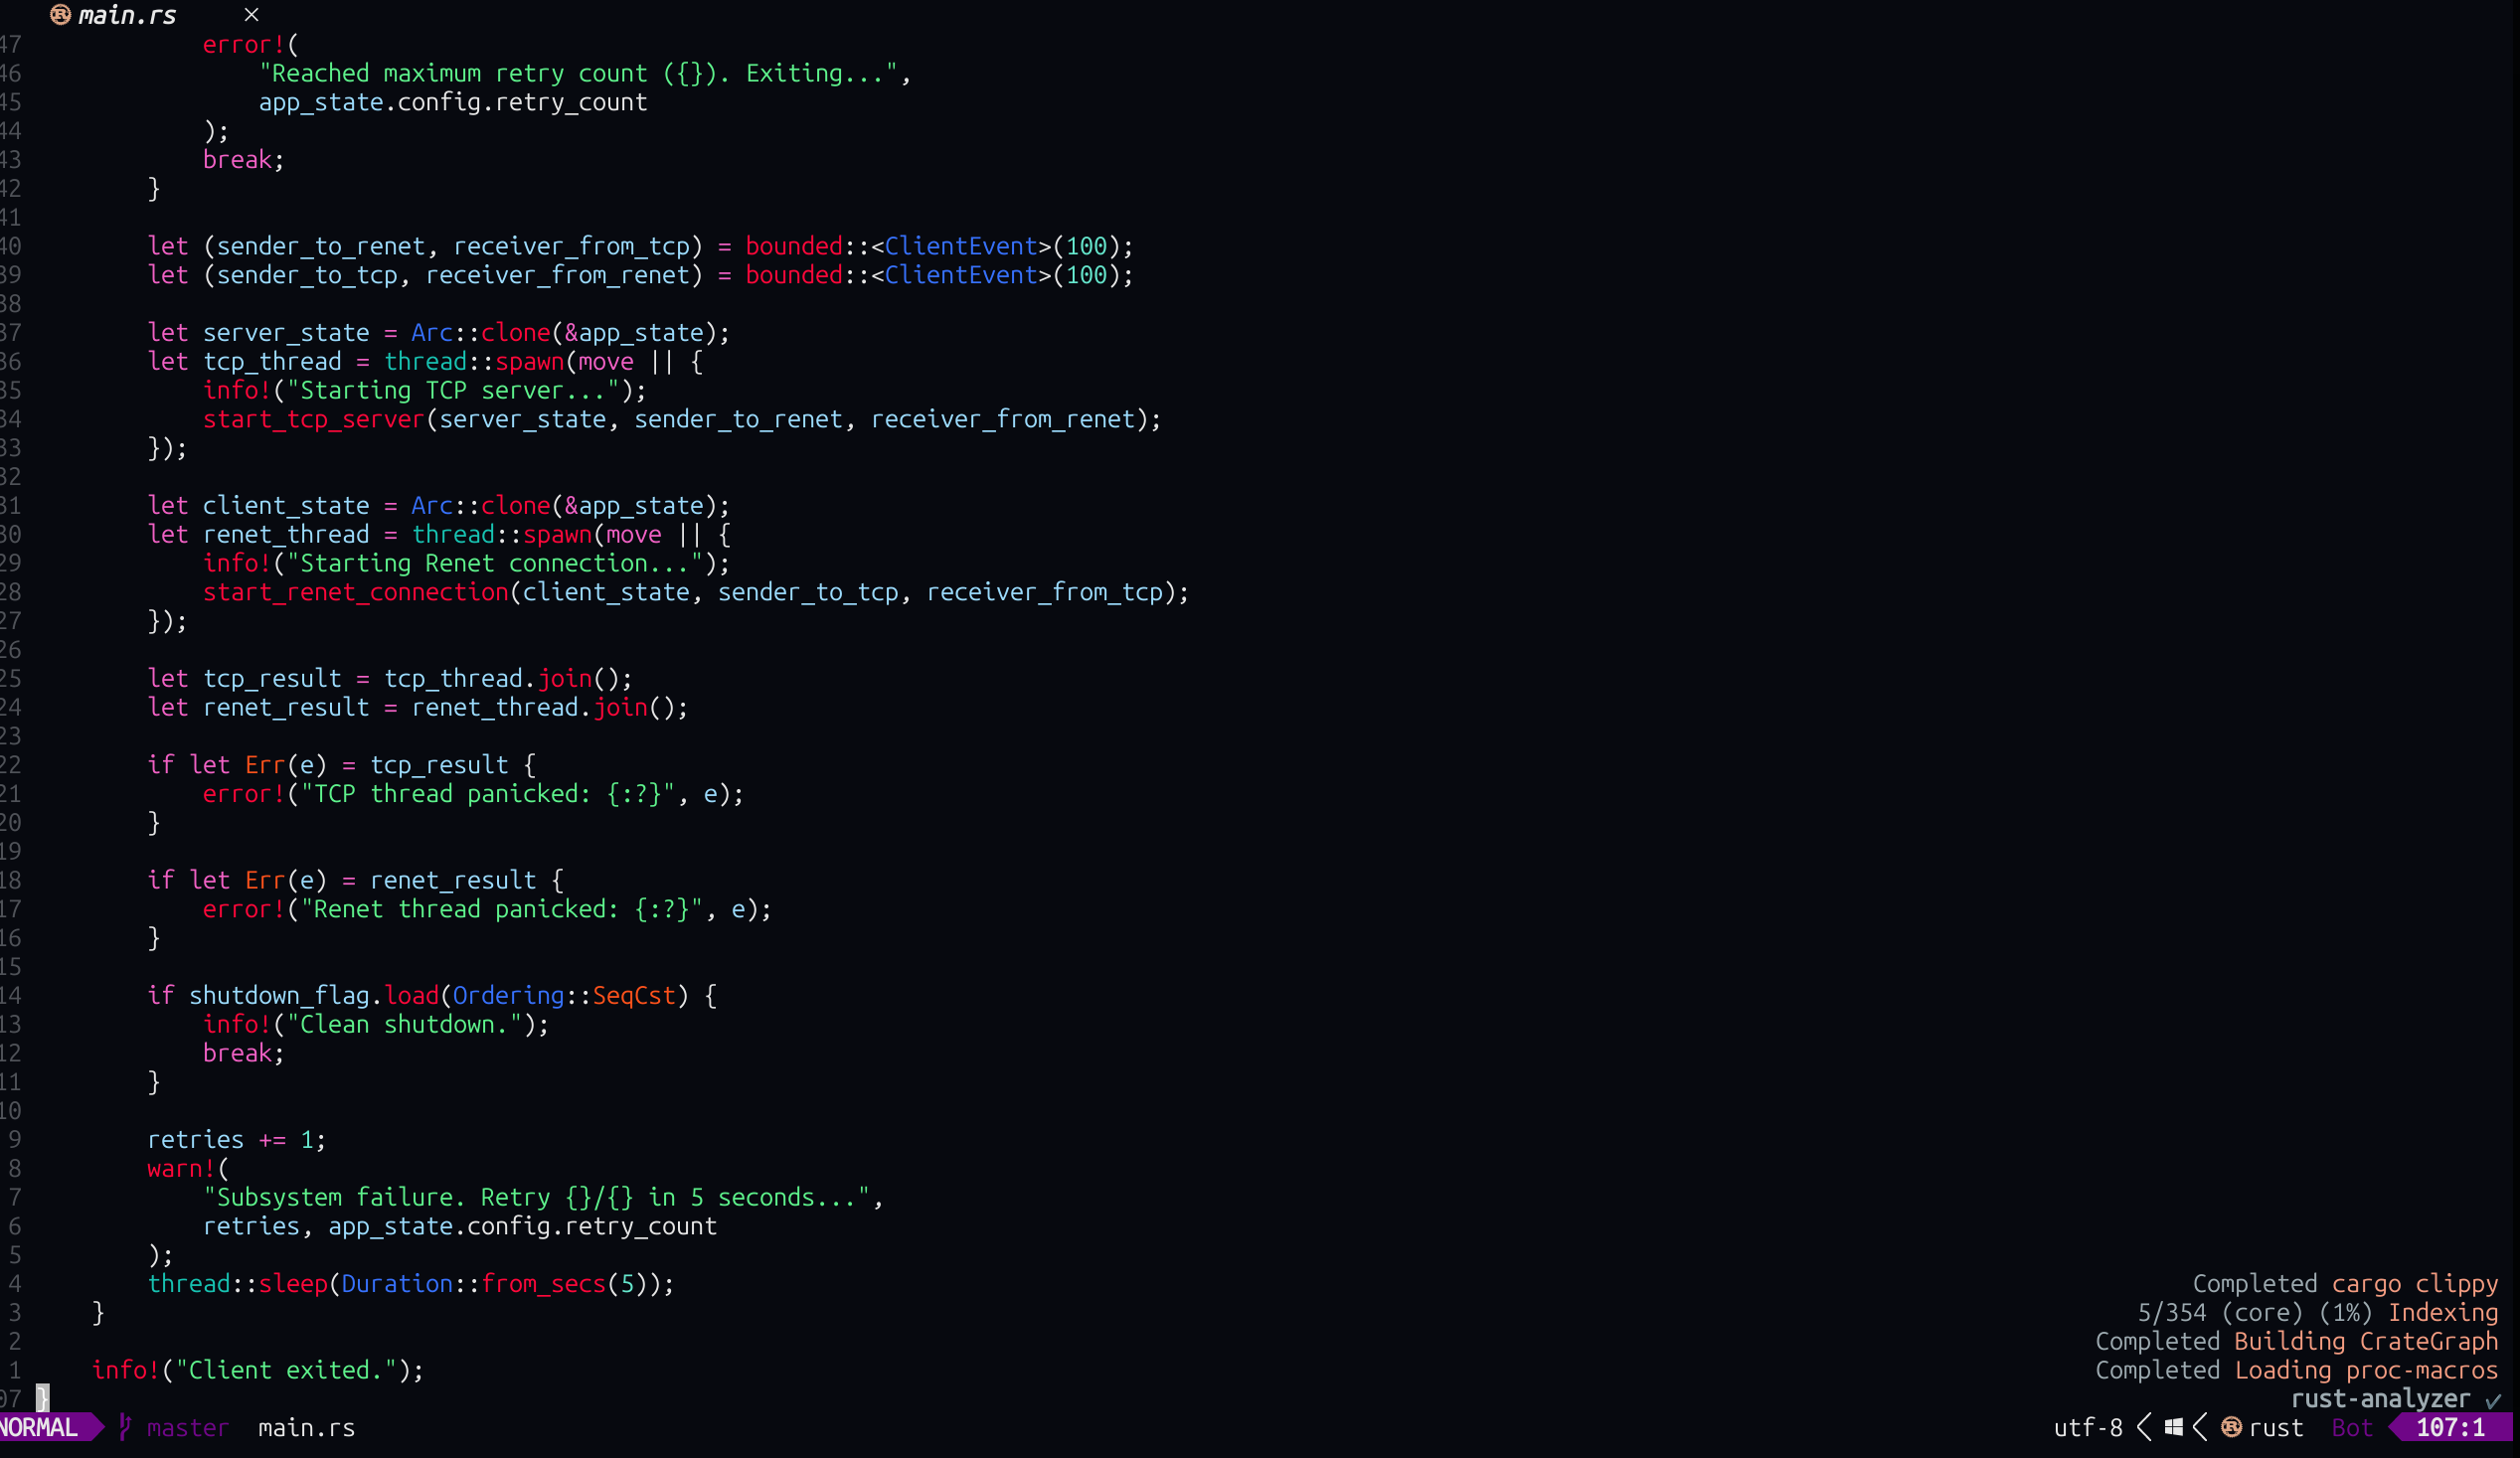 main.rs ×
47 error!(
46 "Reached maximum retry count ({}). Exiting...",
45 app_state.config.retry_count
44 );
43 break;
42 }
41
40 let (sender_to_renet, receiver_from_tcp) = bounded::<ClientEvent>(100);
39 let (sender_to_tcp, receiver_from_renet) = bounded::<ClientEvent>(100);
38
37 let server_state = Arc::clone(&app_state);
36 let tcp_thread = thread::spawn(move || {
35 info!("Starting TCP server...");
34 start_tcp_server(server_state, sender_to_renet, receiver_from_renet);
33 });
32
31 let client_state = Arc::clone(&app_state);
30 let renet_thread = thread::spawn(move || {
29 info!("Starting Renet connection...");
28 start_renet_connection(client_state, sender_to_tcp, receiver_from_tcp);
27 });
26
25 let tcp_result = tcp_thread.join();
24 let renet_result = renet_thread.join();
23
22 if let Err(e) = tcp_result {
21 error!("TCP thread panicked: {:?}", e);
20 }
19
18 if let Err(e) = renet_result {
17 error!("Renet thread panicked: {:?}", e);
16 }
15
14 if shutdown_flag.load(Ordering::SeqCst) {
13 info!("Clean shutdown.");
12 break;
11 }
10
9 retries += 1;
8 warn!(
7 "Subsystem failure. Retry {}/{} in 5 seconds...",
6 retries, app_state.config.retry_count
5 );
4 thread::sleep(Duration::from_secs(5));
Completed cargo clippy
3 }
5/354 (core) (1%) Indexing
2
Completed Building CrateGraph
1 info!("Client exited.");
Completed Loading proc-macros
07 }
rust-analyzer ✓
NORMAL master main.rs utf-8 < < rust Bot 107:1